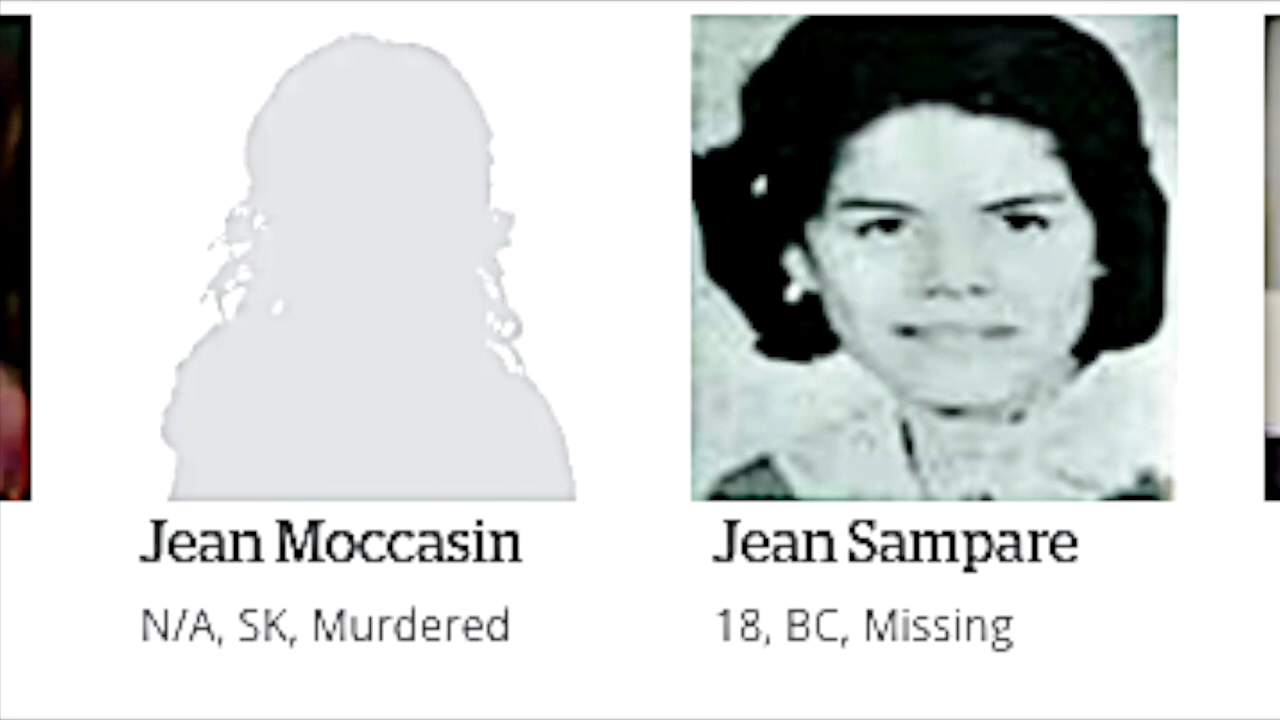 Jean Moccasin
N/A, SK, Murdered
Jean Sampare
18, BC, Missing